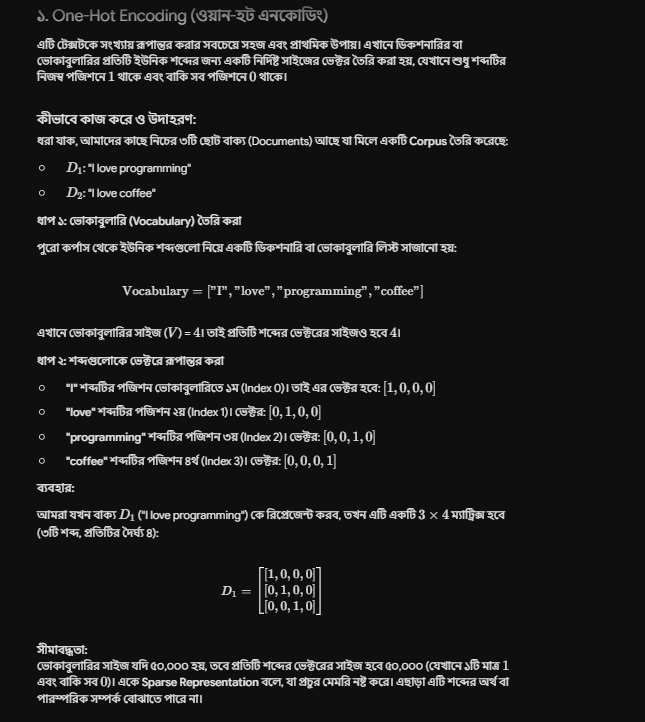 ১. One-Hot Encoding (ওয়ান-হট এনকোডিং)
এটি টেক্সটকে সংখ্যায় রূপান্তর করার সবচেয়ে সহজ এবং প্রাথমিক উপায়। এখানে ডিকশনারির বা
ভোকাবুলারির প্রতিটি ইউনিক শব্দের জন্য একটি নির্দিষ্ট সাইজের ভেক্টর তৈরি করা হয়, যেখানে শুধু শব্দটির
নিজস্ব পজিশনে 1 থাকে এবং বাকি সব পজিশনে 0 থাকে।
কীভাবে কাজ করে ও উদাহরণ:
ধরা যাক, আমাদের কাছে নিচের ৩টি ছোট বাক্য (Documents) আছে যা মিলে একটি Corpus তৈরি করেছে:
○ D₁: "I love programming"
○ D₂: "I love coffee"
ধাপ ১: ভোকাবুলারি (Vocabulary) তৈরি করা
পুরো কর্পাস থেকে ইউনিক শব্দগুলো নিয়ে একটি ডিকশনারি বা ভোকাবুলারি লিস্ট সাজানো হয়:
Vocabulary = ["I", "love", "programming", "coffee"]
এখানে ভোকাবুলারির সাইজ (V) = 4। তাই প্রতিটি শব্দের ভেক্টরের সাইজও হবে 4।
ধাপ ২: শব্দগুলোকে ভেক্টরে রূপান্তর করা
○ "I" শব্দটির পজিশন ভোকাবুলারিতে ১ম (Index 0)। তাই এর ভেক্টর হবে: [1, 0, 0, 0]
○ "love" শব্দটির পজিশন ২য় (Index 1)। ভেক্টর: [0, 1, 0, 0]
○ "programming" শব্দটির পজিশন ৩য় (Index 2)। ভেক্টর: [0, 0, 1, 0]
○ "coffee" শব্দটির পজিশন ৪র্থ (Index 3)। ভেক্টর: [0, 0, 0, 1]
ব্যবহার:
আমরা যখন বাক্য D₁ ("I love programming") কে রিপ্রেজেন্ট করব, তখন এটি একটি 3 × 4 ম্যাট্রিক্স হবে
(৩টি শব্দ, প্রতিটির দৈর্ঘ্য ৪):
[[1, 0, 0, 0]
D₁ = [0, 1, 0, 0]
[0, 0, 1, 0]]
সীমাবদ্ধতা:
ভোকাবুলারির সাইজ যদি ৫০,০০০ হয়, তবে প্রতিটি শব্দের ভেক্টরের সাইজ হবে ৫০,০০০ (যেখানে ১টি মাত্র 1
এবং বাকি সব 0)। একে Sparse Representation বলে, যা প্রচুর মেমরি নষ্ট করে। এছাড়া এটি শব্দের অর্থ বা
পারস্পরিক সম্পর্ক বোঝাতে পারে না।